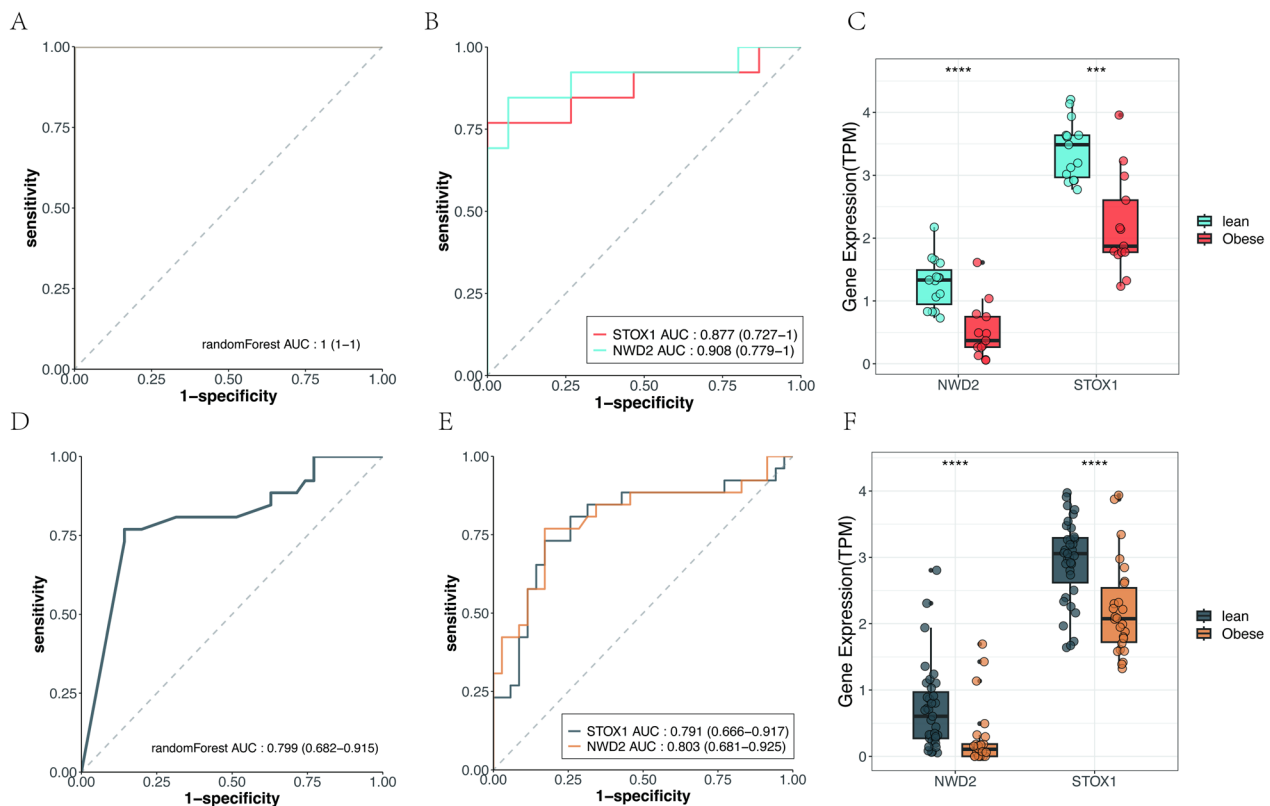 A
1.00
0.75
0.50
0.25
0.00
sensitivity
randomForest AUC : 1 (1−1)
0.00 0.25 0.50 0.75 1.00
1−specificity
B
1.00
0.75
0.50
0.25
0.00
sensitivity
STOX1 AUC : 0.877 (0.727−1)
NWD2 AUC : 0.908 (0.779−1)
0.00 0.25 0.50 0.75 1.00
1−specificity
C
**** ***
4
3
2
1
0
Gene Expression(TPM)
NWD2 STOX1
lean
Obese
D
1.00
0.75
0.50
0.25
0.00
sensitivity
randomForest AUC : 0.799 (0.682−0.915)
0.00 0.25 0.50 0.75 1.00
1−specificity
E
1.00
0.75
0.50
0.25
0.00
sensitivity
STOX1 AUC : 0.791 (0.666−0.917)
NWD2 AUC : 0.803 (0.681−0.925)
0.00 0.25 0.50 0.75 1.00
1−specificity
F
**** ****
4
3
2
1
0
Gene Expression(TPM)
NWD2 STOX1
lean
Obese